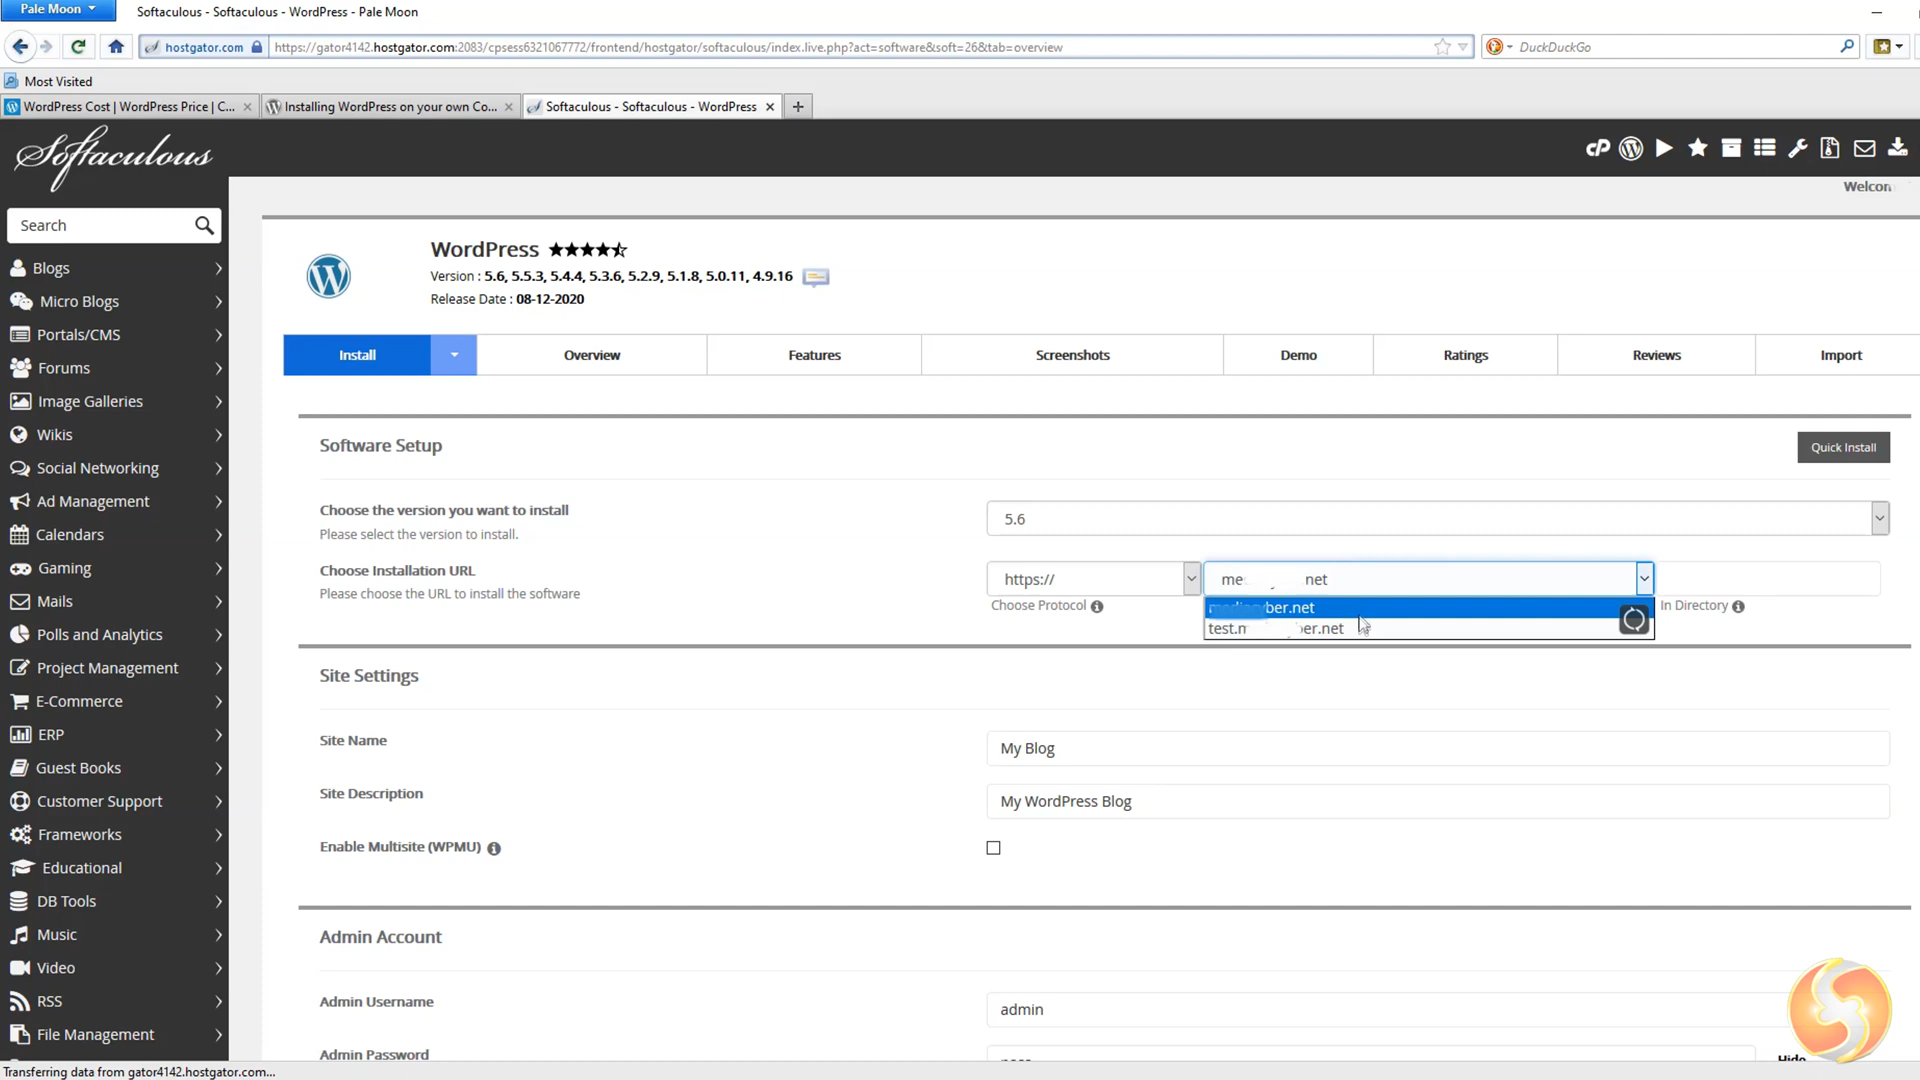 Pale Moon
Softaculous - Softaculous - WordPress - Pale Moon
hostgator.com
https://gator4142.hostgator.com:2083/cpsess6321067772/frontend/hostgator/softaculous/index.live.php?act=software&soft=26&tab=overview
DuckDuckGo
Most Visited
WordPress Cost | WordPress Price | C...
Installing WordPress on your own Co...
Softaculous - Softaculous - WordPress
Softaculous
cP
Welcom
Search
Blogs
Micro Blogs
Portals/CMS
Forums
Image Galleries
Wikis
Social Networking
Ad Management
Calendars
Gaming
Mails
Polls and Analytics
Project Management
E-Commerce
ERP
Guest Books
Customer Support
Frameworks
Educational
DB Tools
Music
Video
RSS
File Management
WordPress
Version : 5.6, 5.5.3, 5.4.4, 5.3.6, 5.2.9, 5.1.8, 5.0.11, 4.9.16
Release Date : 08-12-2020
Install
Overview
Features
Screenshots
Demo
Ratings
Reviews
Import
Software Setup
Quick Install
Choose the version you want to install
Please select the version to install.
5.6
Choose Installation URL
Please choose the URL to install the software
https://
me net
Choose Protocol
ber.net
test.m ber.net
In Directory
Site Settings
Site Name
My Blog
Site Description
My WordPress Blog
Enable Multisite (WPMU)
Admin Account
Admin Username
admin
Admin Password
Hide
Transferring data from gator4142.hostgator.com...